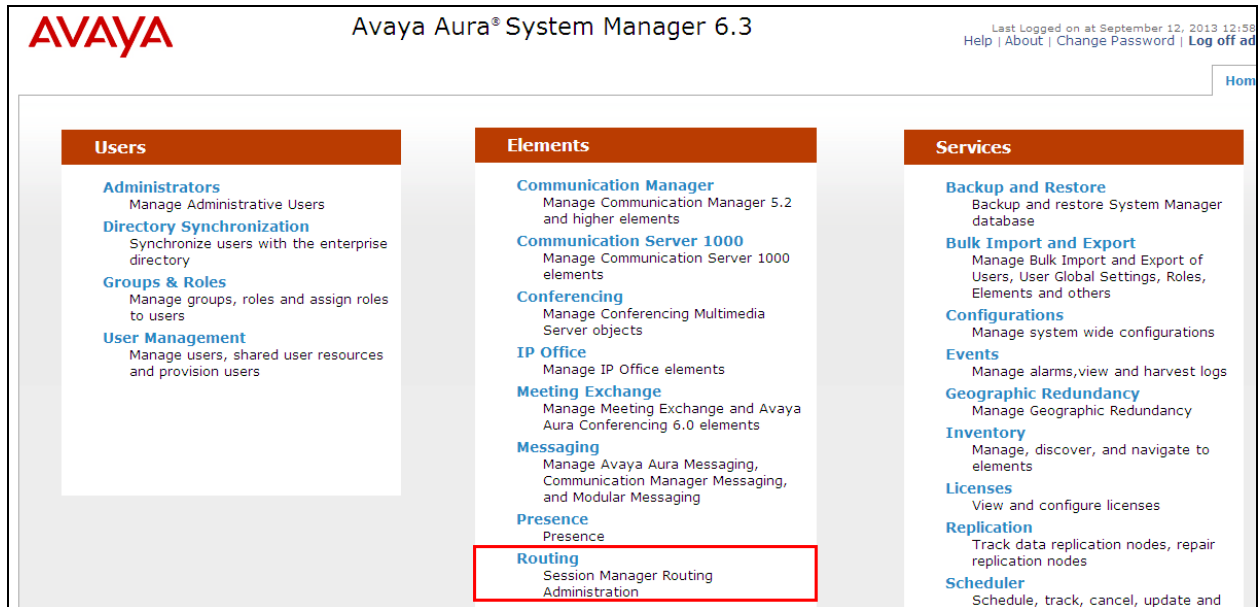 AVAYA
Avaya Aura® System Manager 6.3
Last Logged on at September 12, 2013 12:58
Help | About | Change Password | Log off ad
Hom
Users
Administrators
Manage Administrative Users
Directory Synchronization
Synchronize users with the enterprise
directory
Groups & Roles
Manage groups, roles and assign roles
to users
User Management
Manage users, shared user resources
and provision users
Elements
Communication Manager
Manage Communication Manager 5.2
and higher elements
Communication Server 1000
Manage Communication Server 1000
elements
Conferencing
Manage Conferencing Multimedia
Server objects
IP Office
Manage IP Office elements
Meeting Exchange
Manage Meeting Exchange and Avaya
Aura Conferencing 6.0 elements
Messaging
Manage Avaya Aura Messaging,
Communication Manager Messaging,
and Modular Messaging
Presence
Presence
Routing
Session Manager Routing
Administration
Services
Backup and Restore
Backup and restore System Manager
database
Bulk Import and Export
Manage Bulk Import and Export of
Users, User Global Settings, Roles,
Elements and others
Configurations
Manage system wide configurations
Events
Manage alarms,view and harvest logs
Geographic Redundancy
Manage Geographic Redundancy
Inventory
Manage, discover, and navigate to
elements
Licenses
View and configure licenses
Replication
Track data replication nodes, repair
replication nodes
Scheduler
Schedule, track, cancel, update and